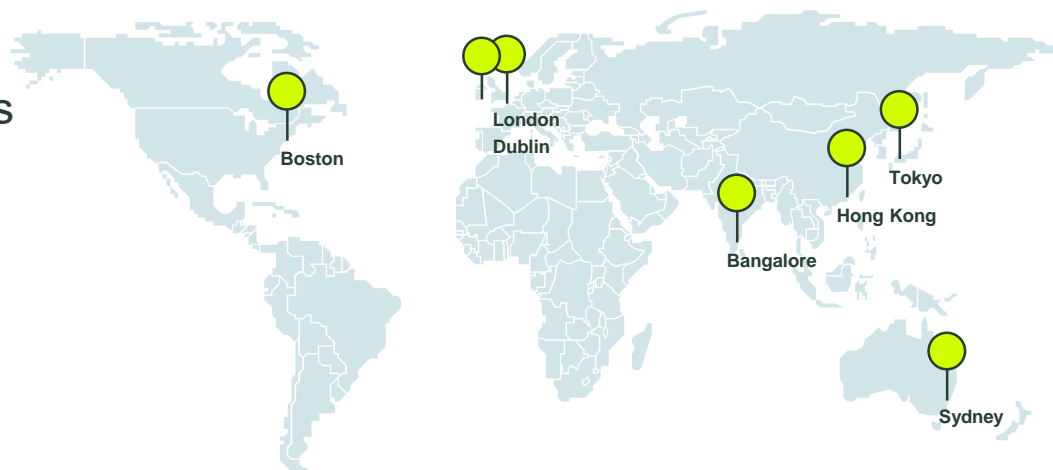 s
London
Dublin
Boston
Tokyo
Hong Kong
Bangalore
Sydney